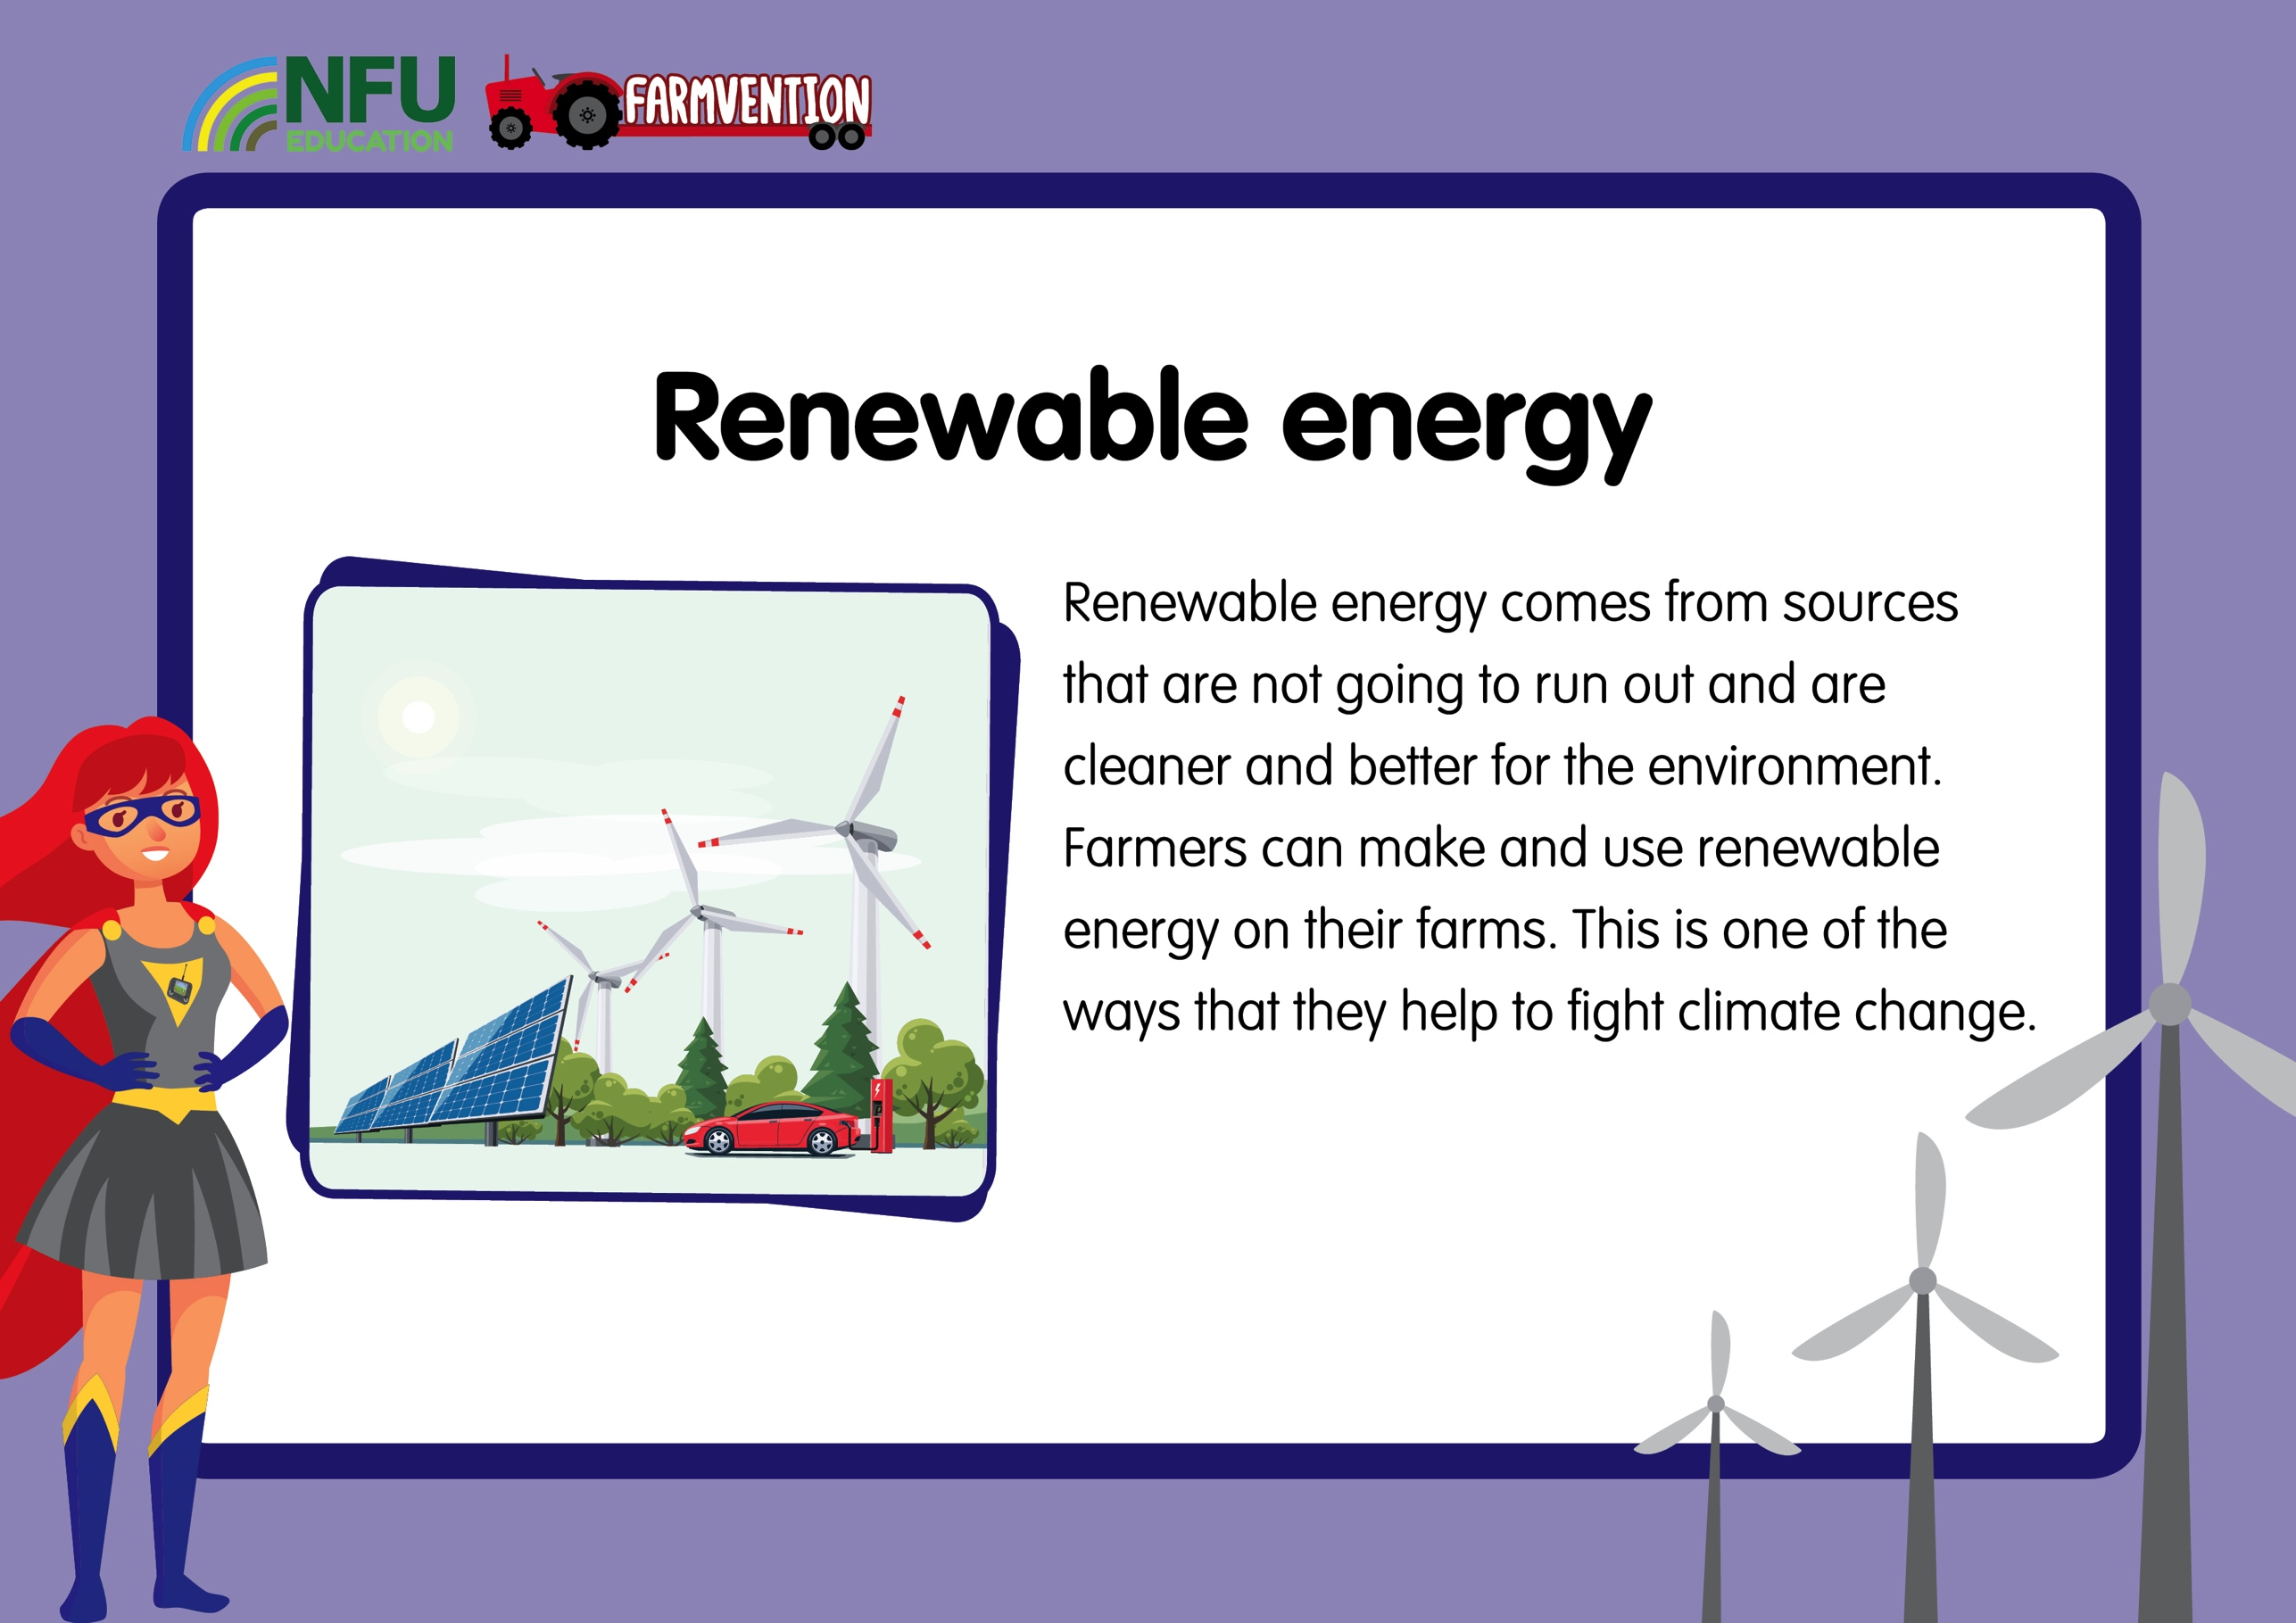 NFU
EDUCATION
FARMVENTION
Renewable energy
Renewable energy comes from sources
that are not going to run out and are
cleaner and better for the environment.
Farmers can make and use renewable
energy on their farms. This is one of the
ways that they help to fight climate change.